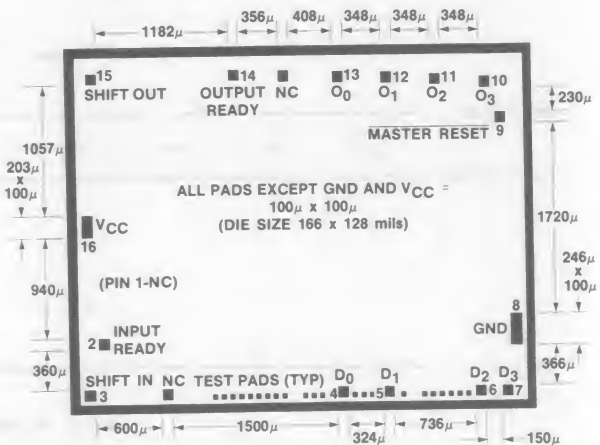 356µ 408µ 348µ 348µ 348µ
1182µ
15 14 13 12 11 10
SHIFT OUT OUTPUT READY NC O0 O1 O2 O3
230µ
MASTER RESET 9
1057µ
203µ
X
100µ
ALL PADS EXCEPT GND AND VCC =
100µ x 100µ
(DIE SIZE 166 x 128 mils)
1720µ
VCC
16
246µ
X
100µ
(PIN 1-NC)
940µ
8
GND
2 INPUT
READY
360µ
366µ
SHIFT IN NC TEST PADS (TYP) D0 D1 D2 D3
3 4 5 6 7
600µ 1500µ 324µ 736µ 150µ